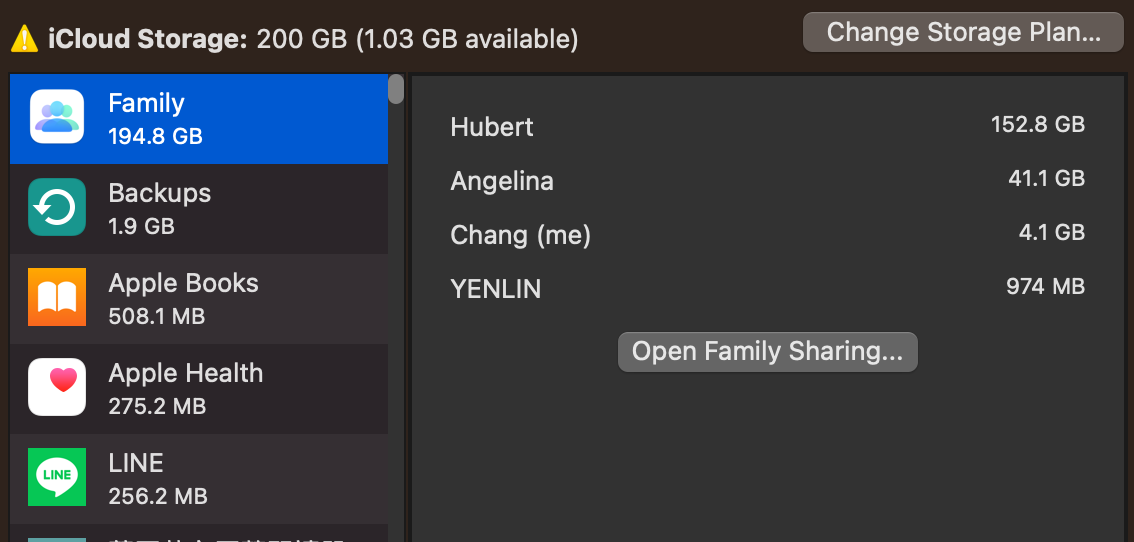 iCloud Storage: 200 GB (1.03 GB available)
Change Storage Plan...
Family
194.8 GB
Backups
1.9 GB
Apple Books
508.1 MB
Apple Health
275.2 MB
LINE
LINE
256.2 MB
Hubert 152.8 GB
Angelina 41.1 GB
Chang (me) 4.1 GB
YENLIN 974 MB
Open Family Sharing...